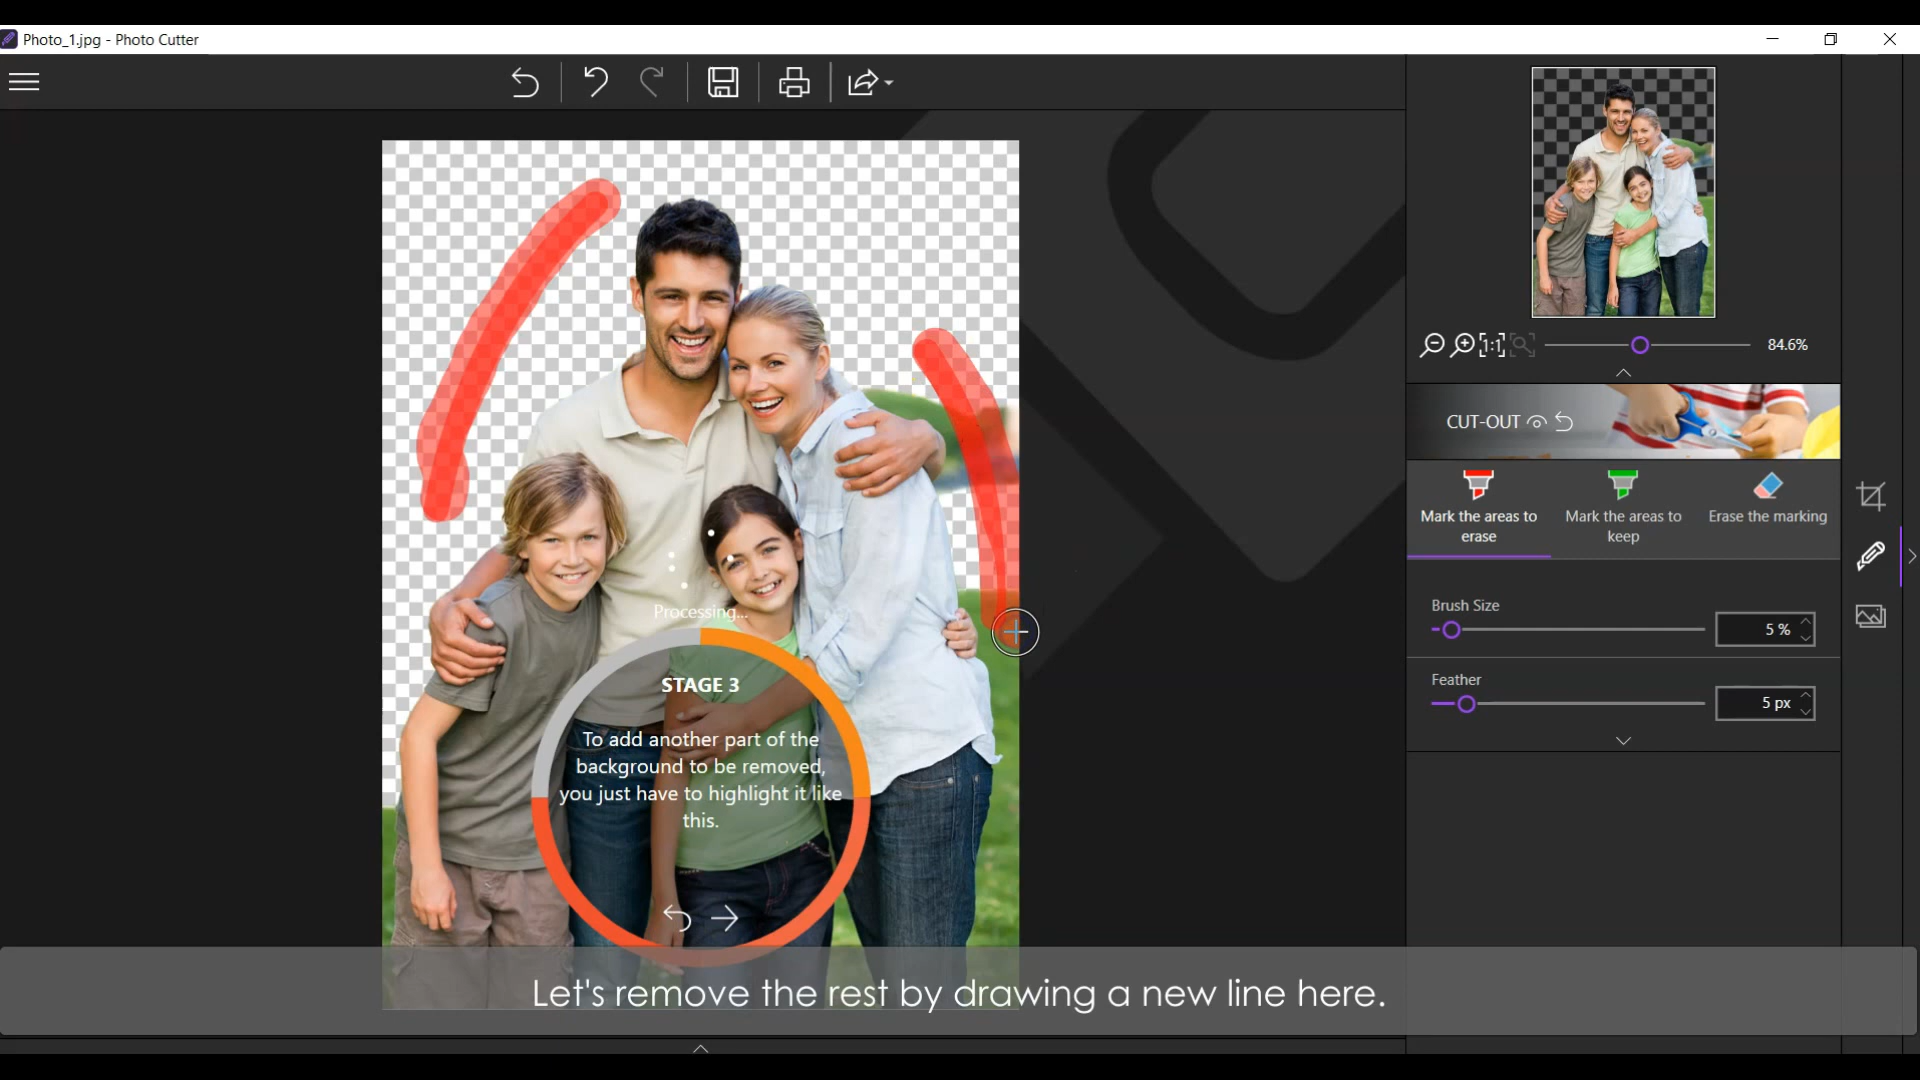 Photo_1.jpg - Photo Cutter
84.6%
CUT-OUT
Mark the areas to
erase
Mark the areas to
keep
Erase the marking
Brush Size
5 %
Feather
5 px
Processing...
STAGE 3
To add another part of the
background to be removed,
you just have to highlight it like
this.
Let's remove the rest by drawing a new line here.